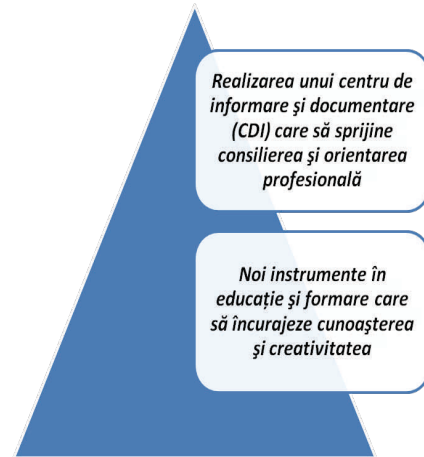 Realizarea unui centru de
informare şi documentare
(CDI) care să sprijine
consilierea şi orientarea
profesională
Noi instrumente în
educație şi formare care
să încurajeze cunoaşterea
şi creativitatea